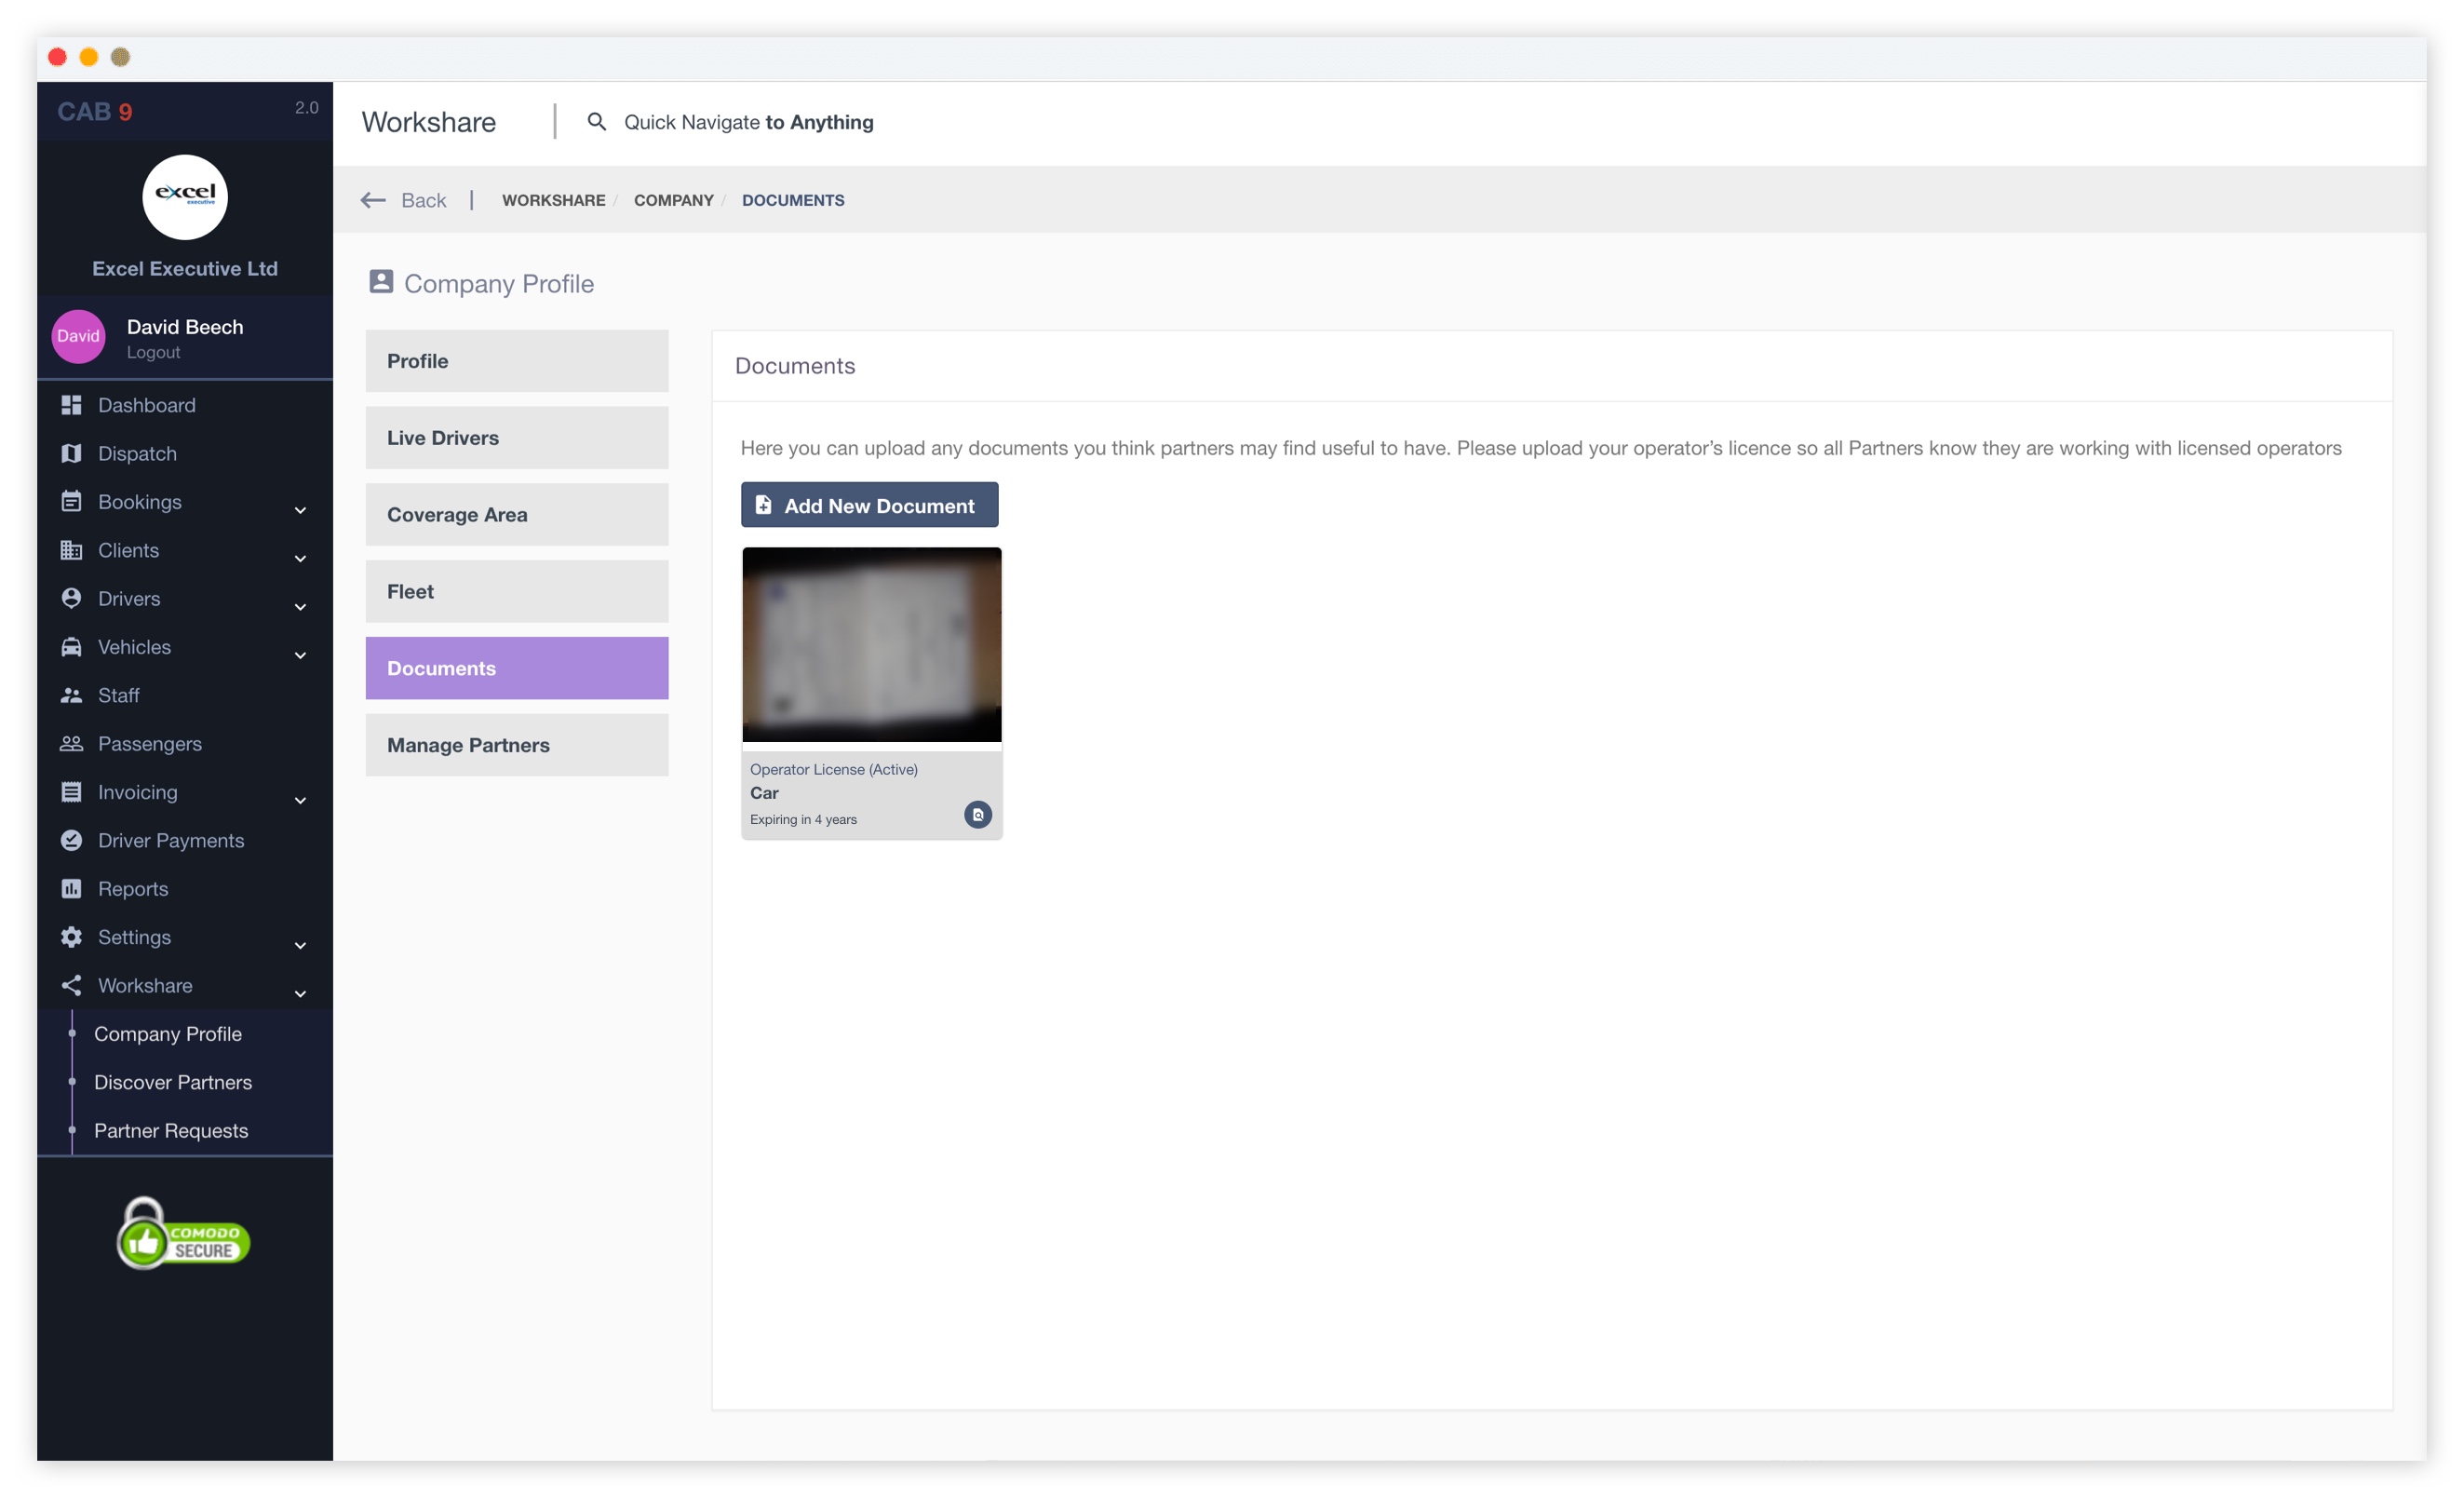 CAB 9
2.0
excel
executive
Excel Executive Ltd
David
David Beech
Logout
Dashboard
Dispatch
Bookings
Clients
Drivers
Vehicles
Staff
Passengers
Invoicing
Driver Payments
Reports
Settings
Workshare
Company Profile
Discover Partners
Partner Requests
COMODO
SECURE
Workshare
Quick Navigate to Anything
Back
WORKSHARE / COMPANY / DOCUMENTS
Company Profile
Profile
Live Drivers
Coverage Area
Fleet
Documents
Manage Partners
Documents
Here you can upload any documents you think partners may find useful to have. Please upload your operator’s licence so all Partners know they are working with licensed operators
Add New Document
Operator License (Active)
Car
Expiring in 4 years